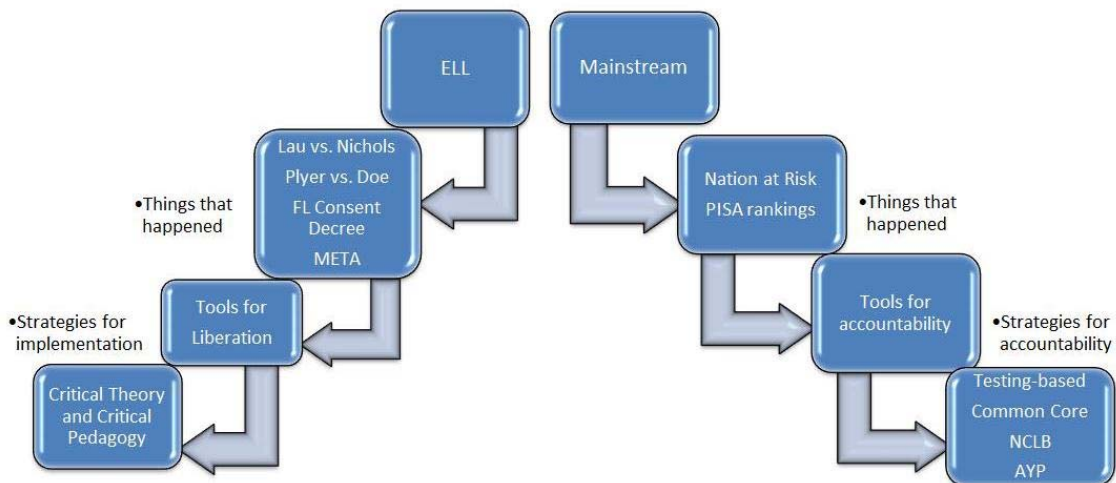 ELL
Mainstream
Lau vs. Nichols
Plyer vs. Doe
FL Consent
Decree
META
•Things that
happened
Nation at Risk
PISA rankings
•Things that
happened
Tools for
Liberation
•Strategies for
implementation
Tools for
accountability
•Strategies for
accountability
Critical Theory
and Critical
Pedagogy
Testing-based
Common Core
NCLB
AYP